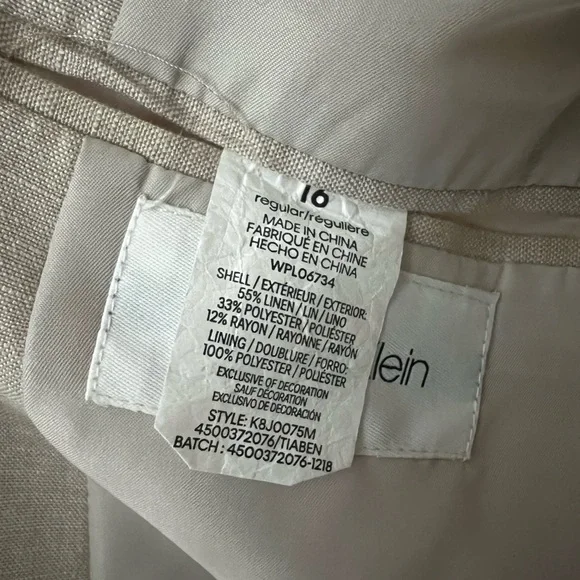 16
regular/régulière
MADE IN CHINA
FABRIQUÉ EN CHINE
HECHO EN CHINA
WPL06734
SHELL / EXTÉRIEUR / EXTERIOR:
55% LINEN / LIN / LINO
33% POLYESTER / POLIÉSTER
12% RAYON / RAYONNE / RAYÓN
LINING / DOUBLURE / FORRO:
100% POLYESTER / POLIÉSTER
EXCLUSIVE OF DECORATION
SAUF DÉCORATION
EXCLUSIVO DE DECORACIÓN
STYLE: K8J0075M
4500372076/TIABEN
BATCH : 4500372076-1218
lein